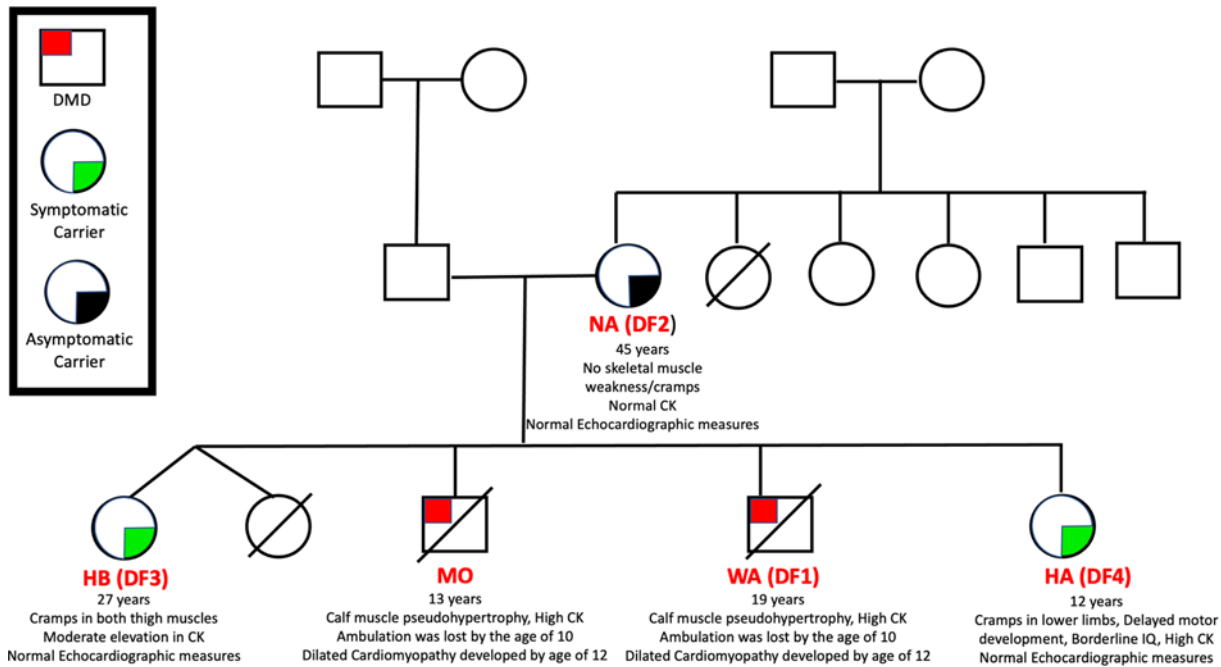 DMD
Symptomatic
Carrier
Asymptomatic
Carrier
NA (DF2)
45 years
No skeletal muscle
weakness/cramps
Normal CK
Normal Echocardiographic measures
HB (DF3)
27 years
Cramps in both thigh muscles
Moderate elevation in CK
Normal Echocardiographic measures
MO
13 years
Calf muscle pseudohypertrophy, High CK
Ambulation was lost by the age of 10
Dilated Cardiomyopathy developed by age of 12
WA (DF1)
19 years
Calf muscle pseudohypertrophy, High CK
Ambulation was lost by the age of 10
Dilated Cardiomyopathy developed by age of 12
HA (DF4)
12 years
Cramps in lower limbs, Delayed motor
development, Borderline IQ, High CK
Normal Echocardiographic measures